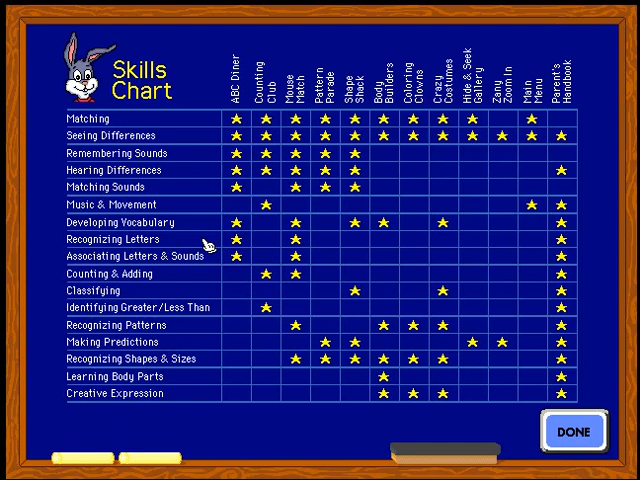 Skills
Chart
ABC Diner
Counting
Club
Mouse
Match
Pattern
Parade
Shape
Shack
Body
Builders
Coloring
Clowns
Crazy
Costumes
Hide & Seek
Gallery
Zany
Zoom In
Main
Menu
Parent's
Handbook
Matching
Seeing Differences
Remembering Sounds
Hearing Differences
Matching Sounds
Music & Movement
Developing Vocabulary
Recognizing Letters
Associating Letters & Sounds
Counting & Adding
Classifying
Identifying Greater/Less Than
Recognizing Patterns
Making Predictions
Recognizing Shapes & Sizes
Learning Body Parts
Creative Expression
DONE